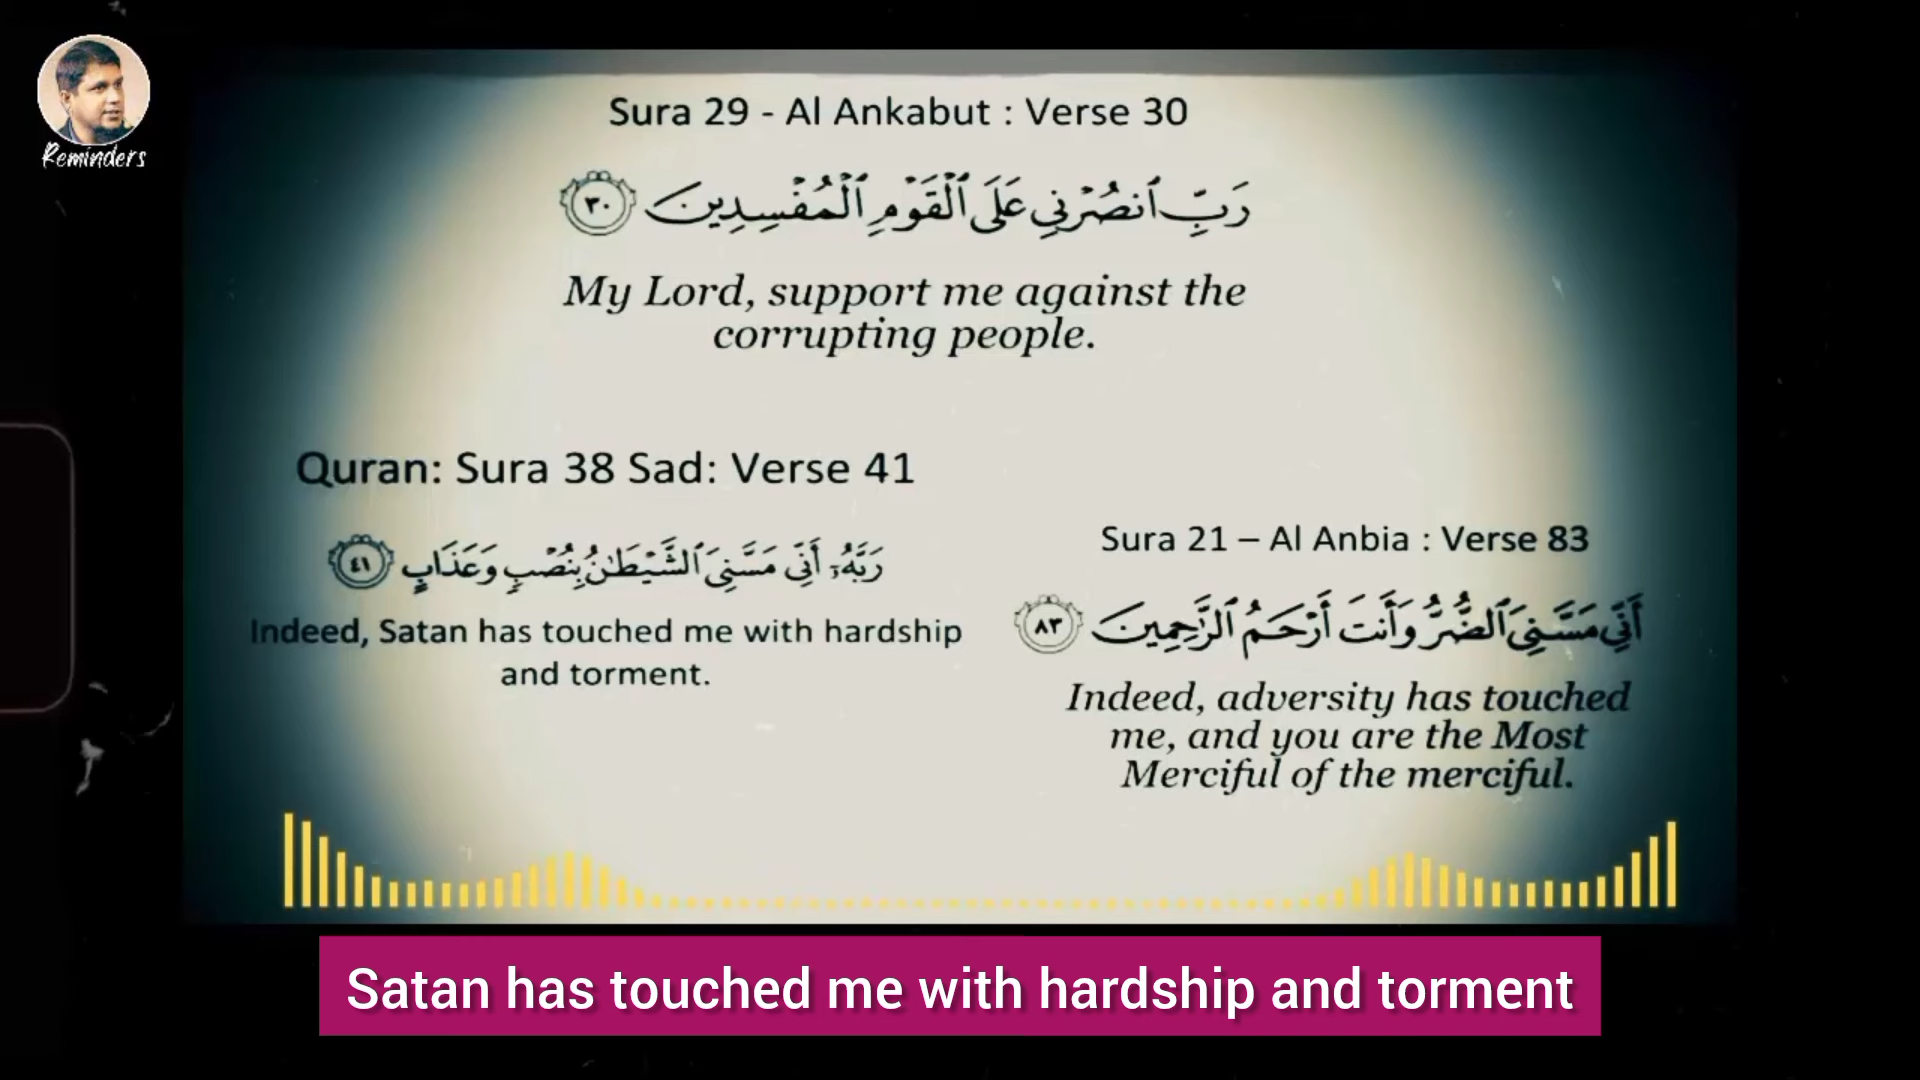 Reminders
Sura 29 - Al Ankabut : Verse 30
رَبِّ ٱنصُرْنِى عَلَى ٱلْقَوْمِ ٱلْمُفْسِدِينَ ٣٠
My Lord, support me against the
corrupting people.
Quran: Sura 38 Sad: Verse 41
رَبَّهُۥٓ أَنِّى مَسَّنِىَ ٱلشَّيْطَـٰنُ بِنُصْبٍ وَعَذَابٍ ٤١
Indeed, Satan has touched me with hardship
and torment.
Sura 21 – Al Anbia : Verse 83
أَنِّى مَسَّنِىَ ٱلضُّرُّ وَأَنتَ أَرْحَمُ ٱلرَّٰحِمِينَ ٨٣
Indeed, adversity has touched
me, and you are the Most
Merciful of the merciful.
Satan has touched me with hardship and torment